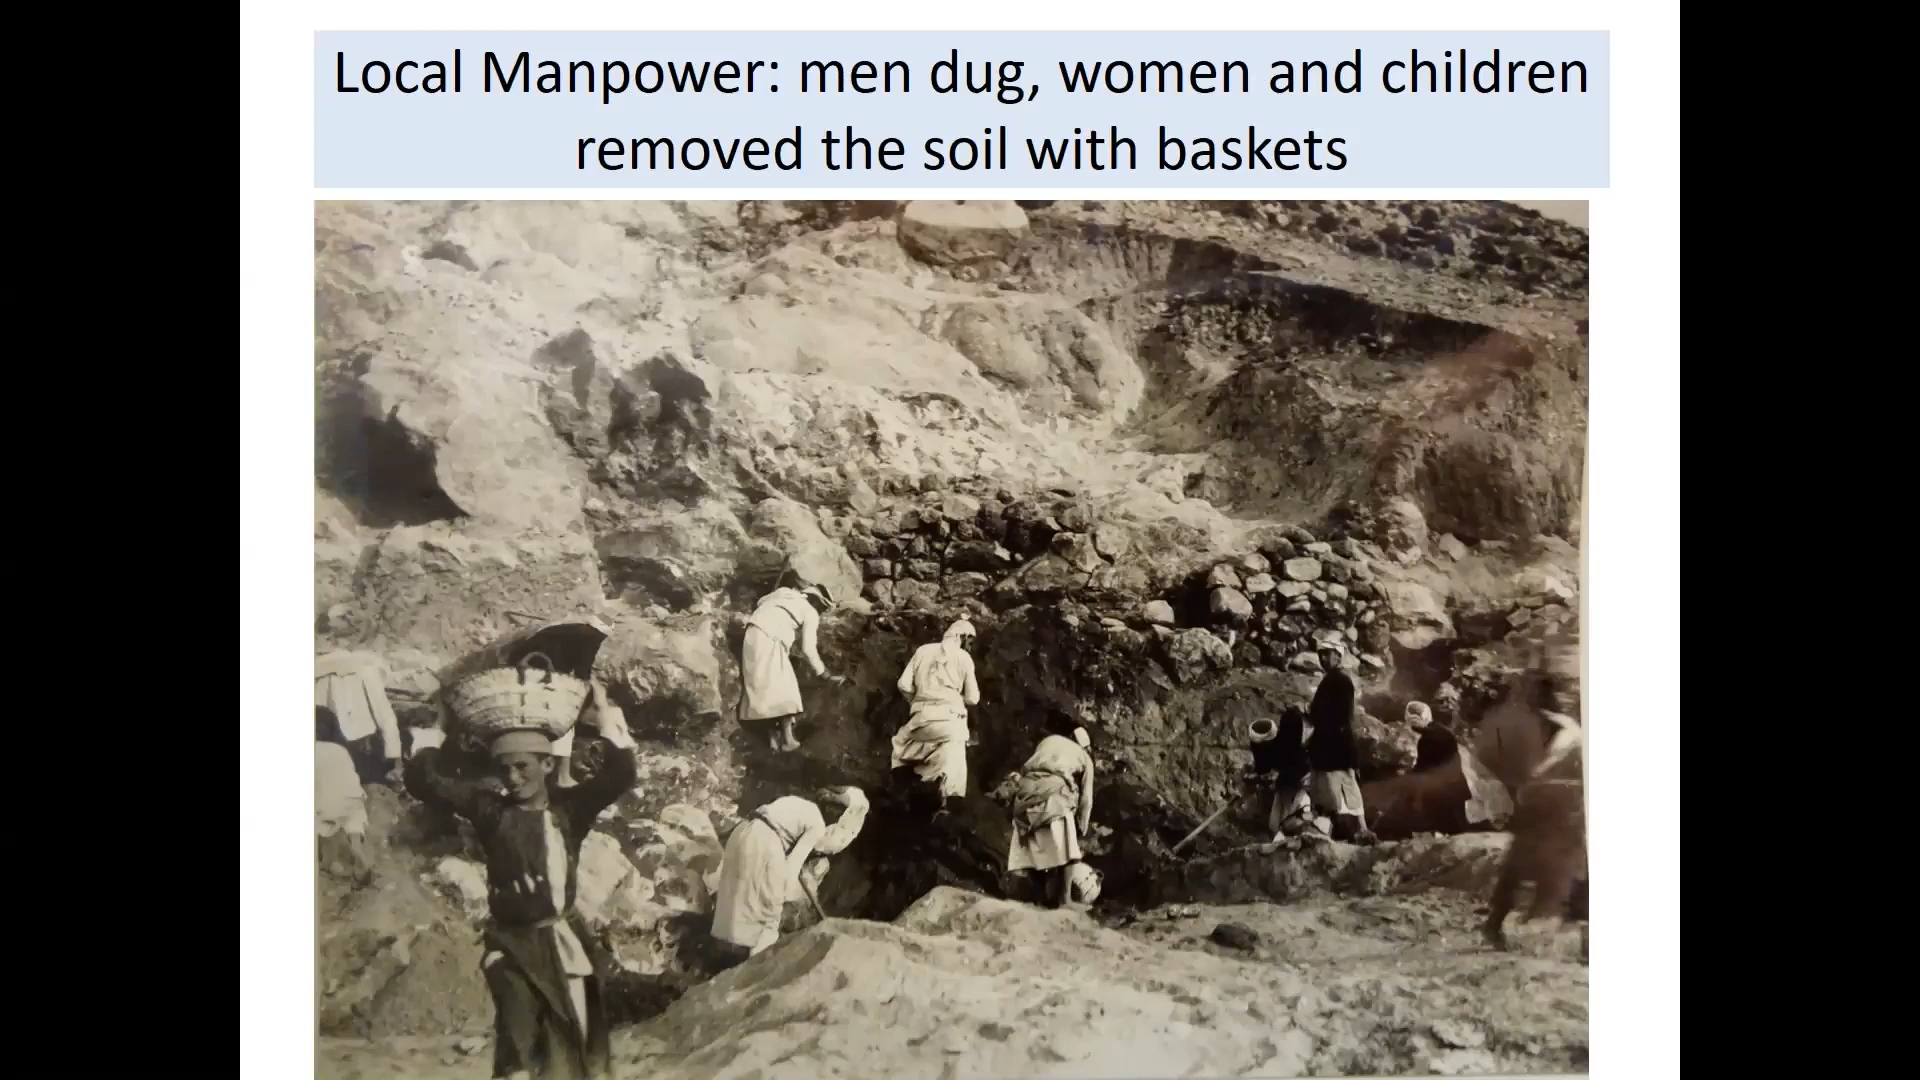 Local Manpower: men dug, women and children
removed the soil with baskets